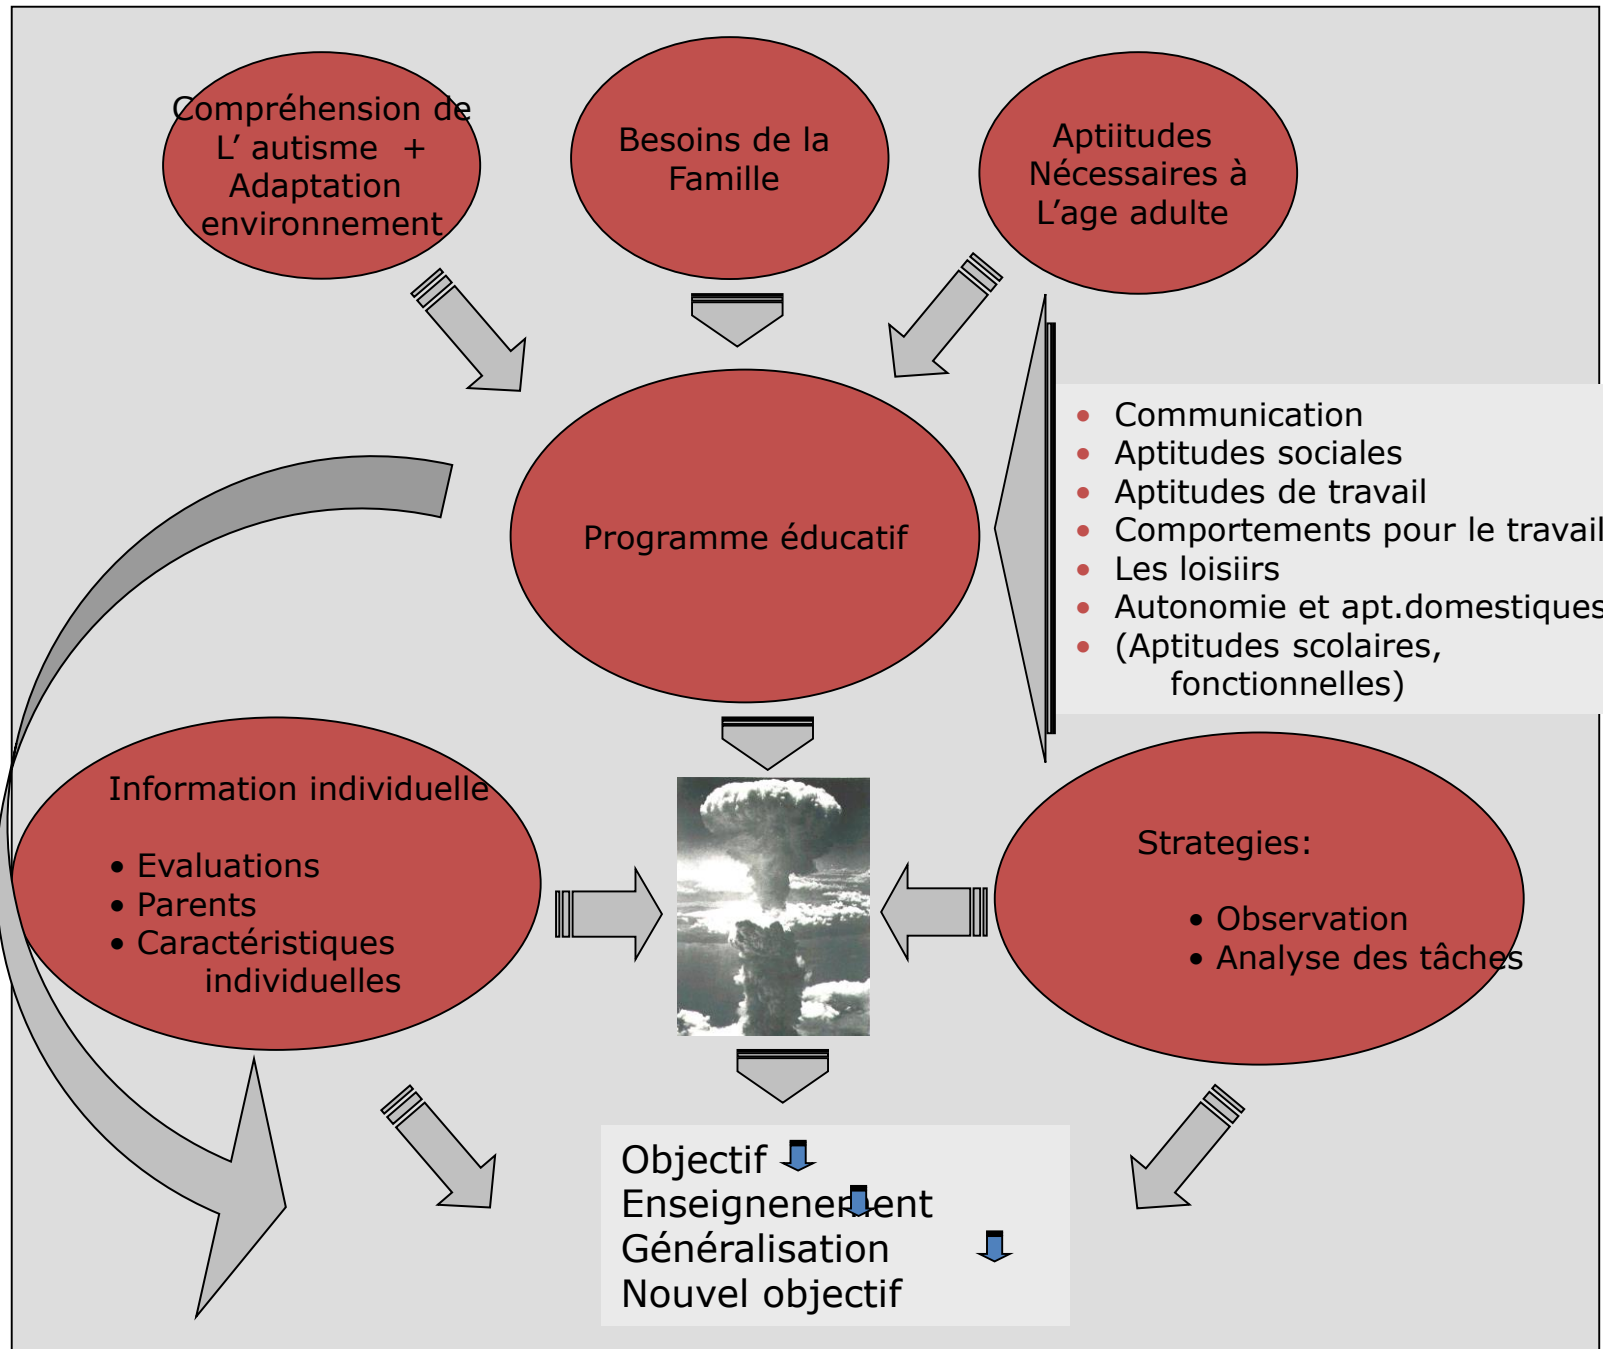 Compréhension de
L’ autisme +
Adaptation
environnement
Besoins de la
Famille
Aptiitudes
Nécessaires à
L’age adulte
Programme éducatif
• Communication
• Aptitudes sociales
• Aptitudes de travail
• Comportements pour le travail
• Les loisiirs
• Autonomie et apt.domestiques
• (Aptitudes scolaires,
fonctionnelles)
Information individuelle
• Evaluations
• Parents
• Caractéristiques
individuelles
Strategies:
• Observation
• Analyse des tâches
Objectif
Enseignenement
Généralisation
Nouvel objectif